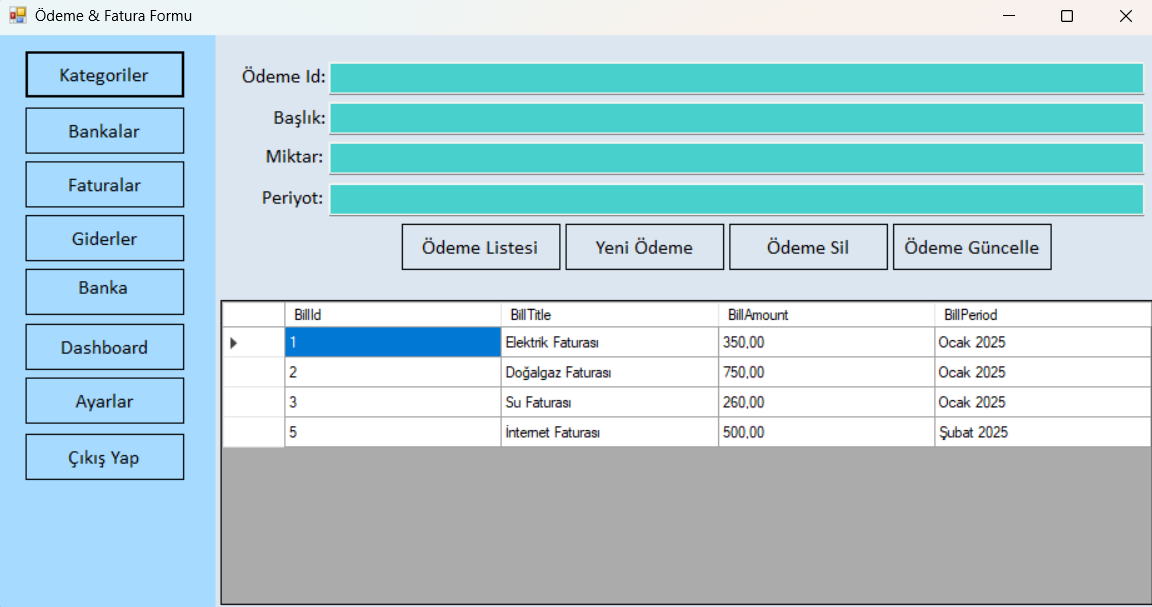 Ödeme & Fatura Formu
Kategoriler
Bankalar
Faturalar
Giderler
Banka
Dashboard
Ayarlar
Çıkış Yap
Ödeme Id:
Başlık:
Miktar:
Periyot:
Ödeme Listesi Yeni Ödeme Ödeme Sil Ödeme Güncelle
BillId BillTitle BillAmount BillPeriod
1 Elektrik Faturası 350,00 Ocak 2025
2 Doğalgaz Faturası 750,00 Ocak 2025
3 Su Faturası 260,00 Ocak 2025
5 İnternet Faturası 500,00 Şubat 2025